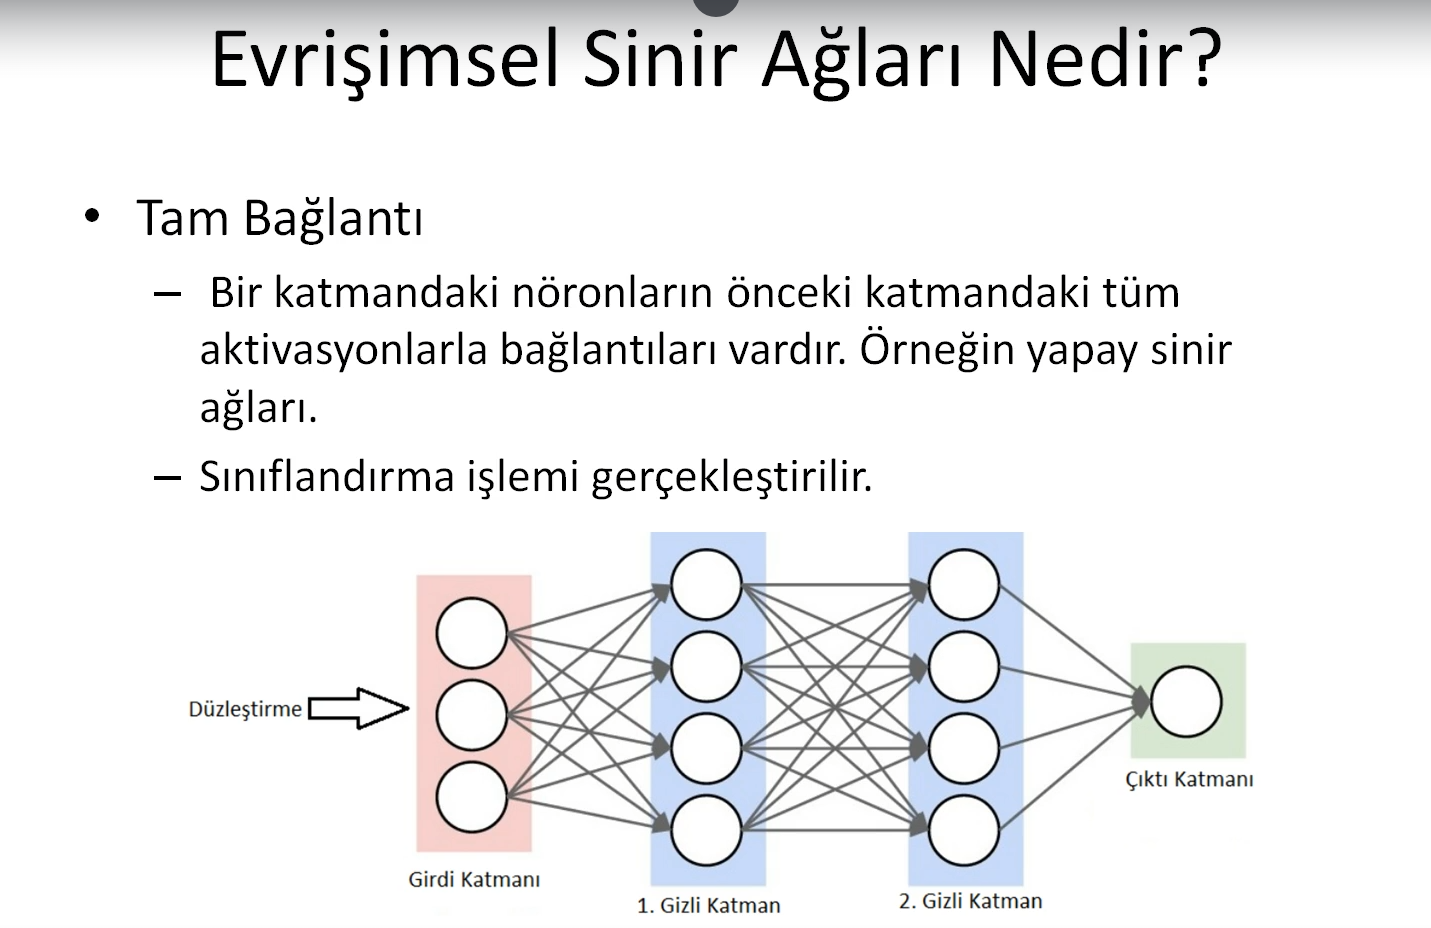 Evrişimsel Sinir Ağları Nedir?
• Tam Bağlantı
– Bir katmandaki nöronların önceki katmandaki tüm
aktivasyonlarla bağlantıları vardır. Örneğin yapay sinir
ağları.
– Sınıflandırma işlemi gerçekleştirilir.
Düzleştirme
Girdi Katmanı
1. Gizli Katman
2. Gizli Katman
Çıktı Katmanı